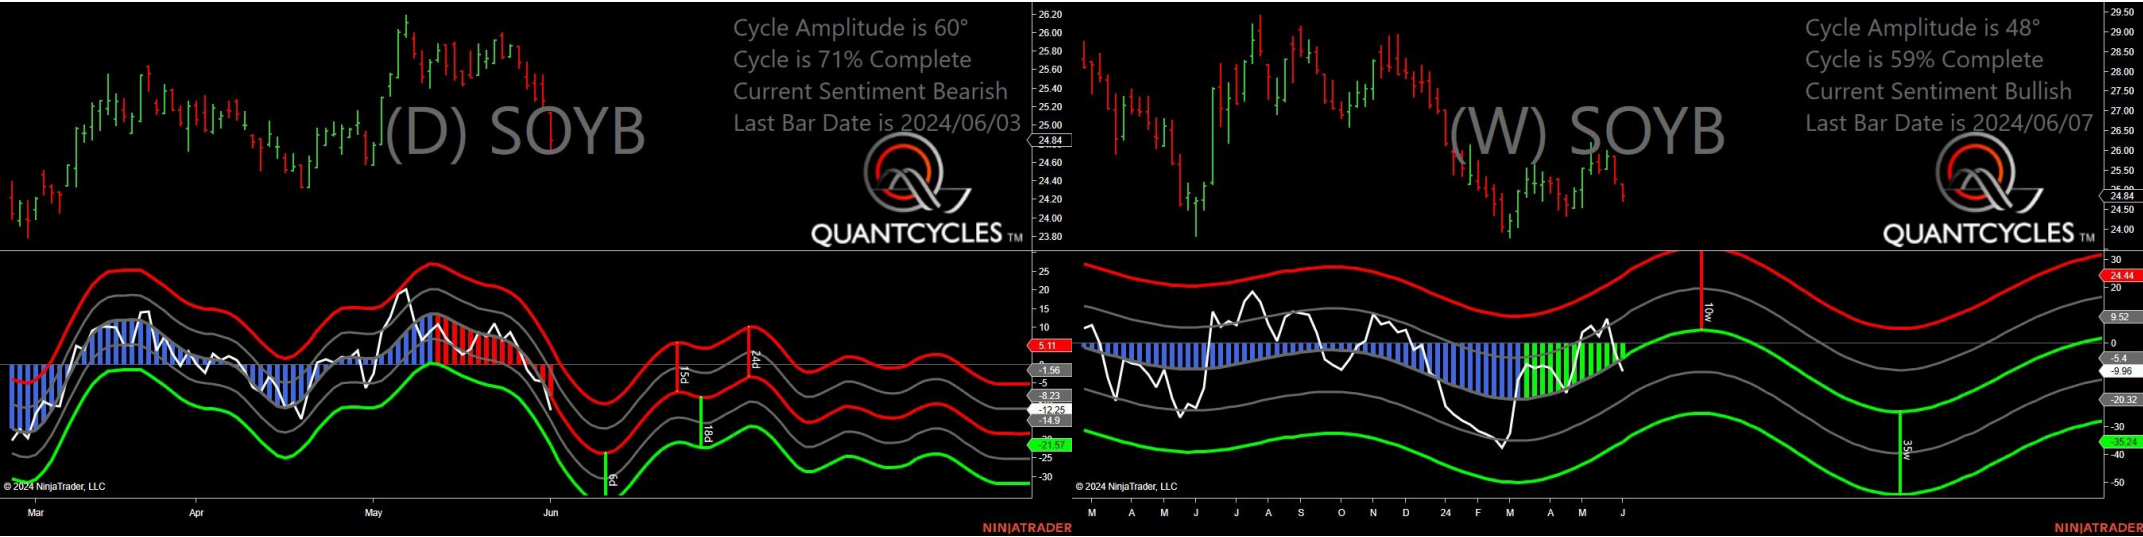 Cycle Amplitude is 60°
Cycle is 71% Complete
Current Sentiment Bearish
Last Bar Date is 2024/06/03
(D) SOYB
QUANTCYCLES TM
26.20
26.00
25.80
25.60
25.40
25.20
25.00
24.84
24.60
24.40
24.20
24.00
23.80
25
20
15
10
5.11
-1.56
-5
-8.23
-12.25
-14.9
-21.57
-25
-30
15d
24d
18d
6d
© 2024 NinjaTrader, LLC
Mar
Apr
May
Jun
NINJATRADER
Cycle Amplitude is 48°
Cycle is 59% Complete
Current Sentiment Bullish
Last Bar Date is 2024/06/07
(W) SOYB
QUANTCYCLES TM
29.50
29.00
28.50
28.00
27.50
27.00
26.50
26.00
25.50
24.84
24.50
24.00
30
24.44
20
9.52
0
-5.4
-9.96
-20.32
-30
-35.24
-40
-50
10w
35w
© 2024 NinjaTrader, LLC
M
A
M
J
J
A
S
O
N
D
24
F
M
A
M
J
NINJATRADER